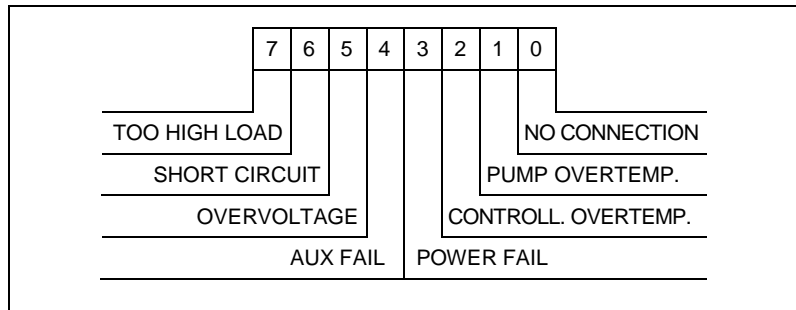 7 6 5 4 3 2 1 0
TOO HIGH LOAD NO CONNECTION
SHORT CIRCUIT PUMP OVERTEMP.
OVERVOLTAGE CONTROLL. OVERTEMP.
AUX FAIL POWER FAIL